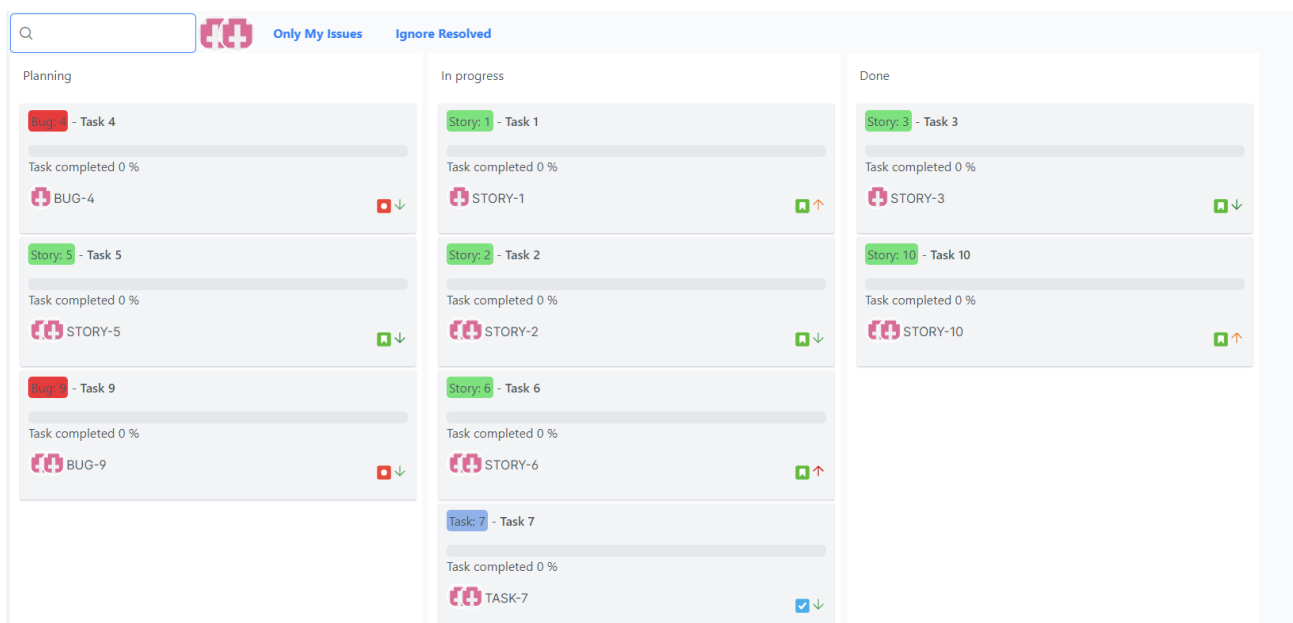 Only My Issues Ignore Resolved
Planning
Bug: 4 - Task 4
Task completed 0 %
BUG-4
Story: 5 - Task 5
Task completed 0 %
STORY-5
Bug: 9 - Task 9
Task completed 0 %
BUG-9
In progress
Story: 1 - Task 1
Task completed 0 %
STORY-1
Story: 2 - Task 2
Task completed 0 %
STORY-2
Story: 6 - Task 6
Task completed 0 %
STORY-6
Task: 7 - Task 7
Task completed 0 %
TASK-7
Done
Story: 3 - Task 3
Task completed 0 %
STORY-3
Story: 10 - Task 10
Task completed 0 %
STORY-10